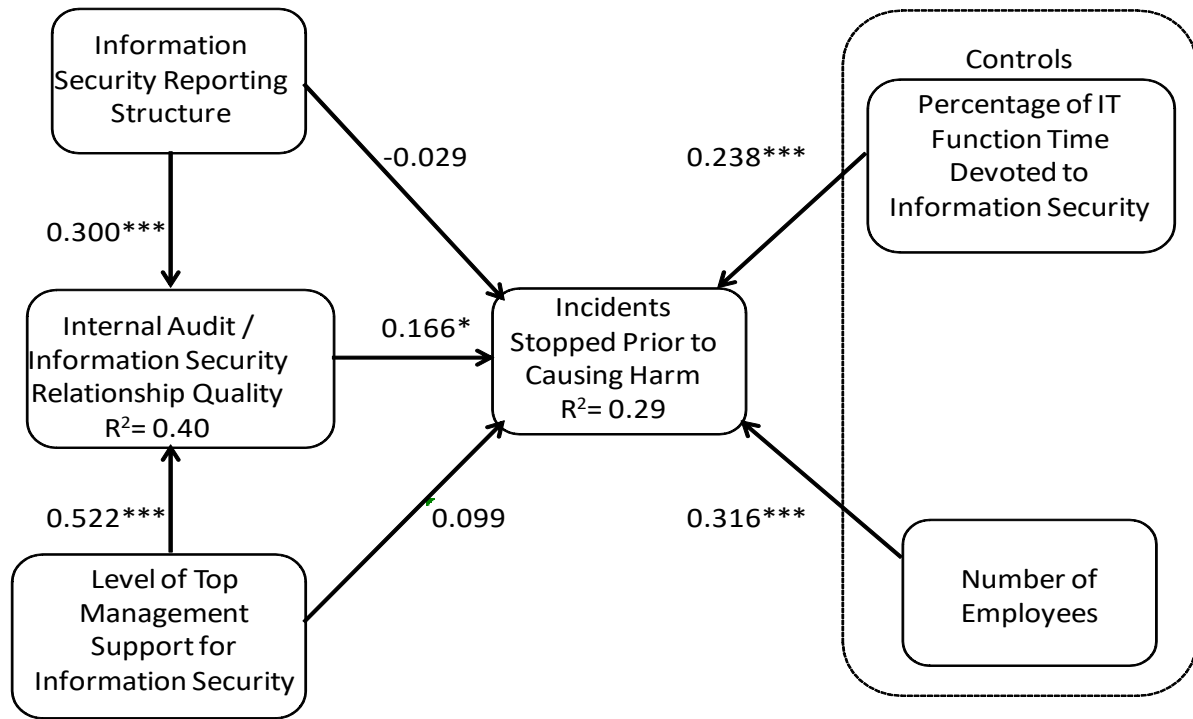 Information
Security Reporting
Structure
Controls
Percentage of IT
Function Time
Devoted to
Information Security
-0.029
0.238***
0.300***
Internal Audit /
Information Security
Relationship Quality
R²= 0.40
0.166*
Incidents
Stopped Prior to
Causing Harm
R²= 0.29
0.522***
0.099
0.316***
Level of Top
Management
Support for
Information Security
Number of
Employees